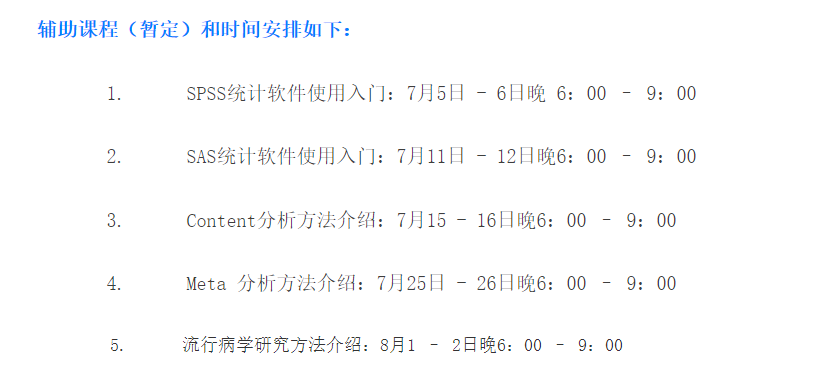 辅助课程（暂定）和时间安排如下：
1. SPSS统计软件使用入门：7月5日 – 6日晚 6：00 – 9：00
2. SAS统计软件使用入门：7月11日 – 12日晚6：00 – 9：00
3. Content分析方法介绍：7月15 – 16日晚6：00 – 9：00
4. Meta 分析方法介绍：7月25日 – 26日晚6：00 – 9：00
5. 流行病学研究方法介绍：8月1 – 2日晚6：00 – 9：00